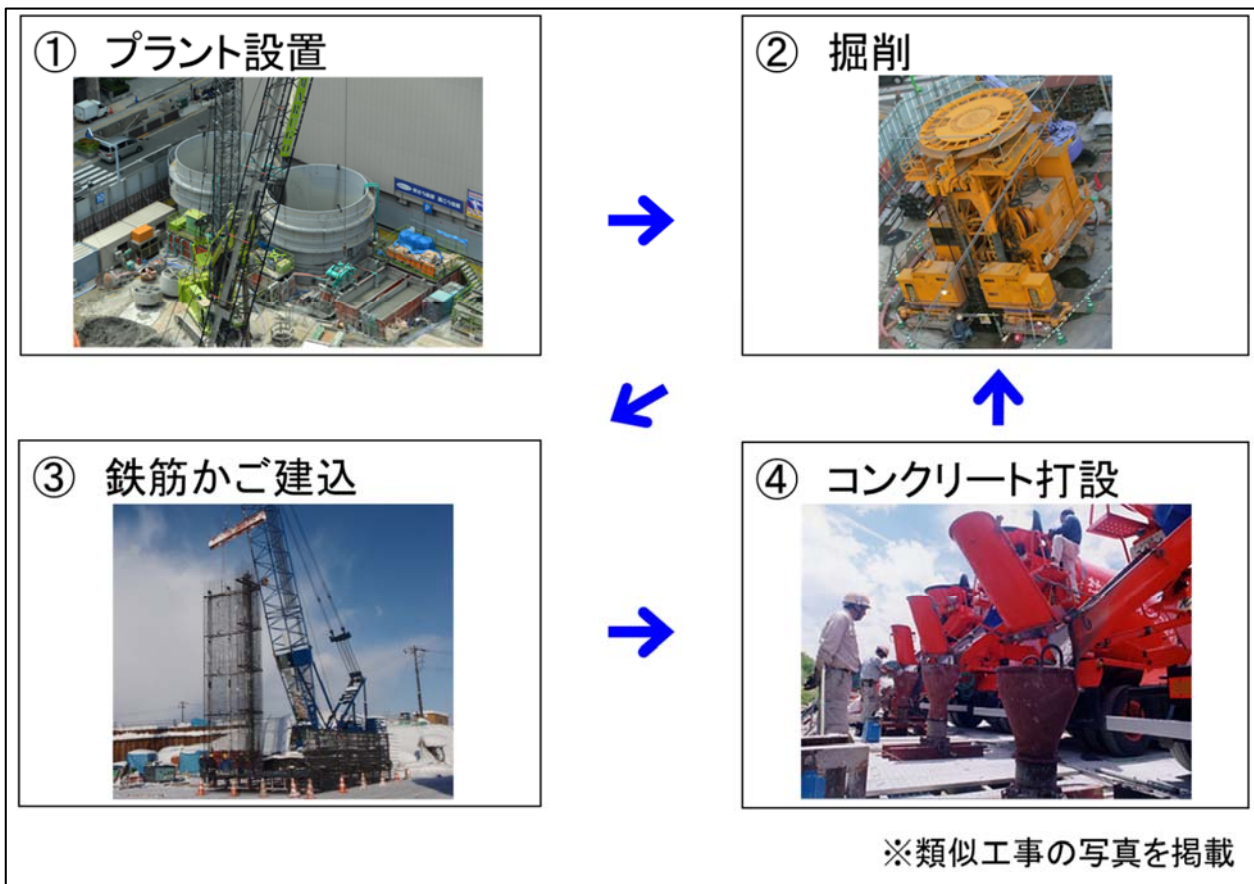 ① プラント設置
② 掘削
③ 鉄筋かご建込
④ コンクリート打設
※類似工事の写真を掲載